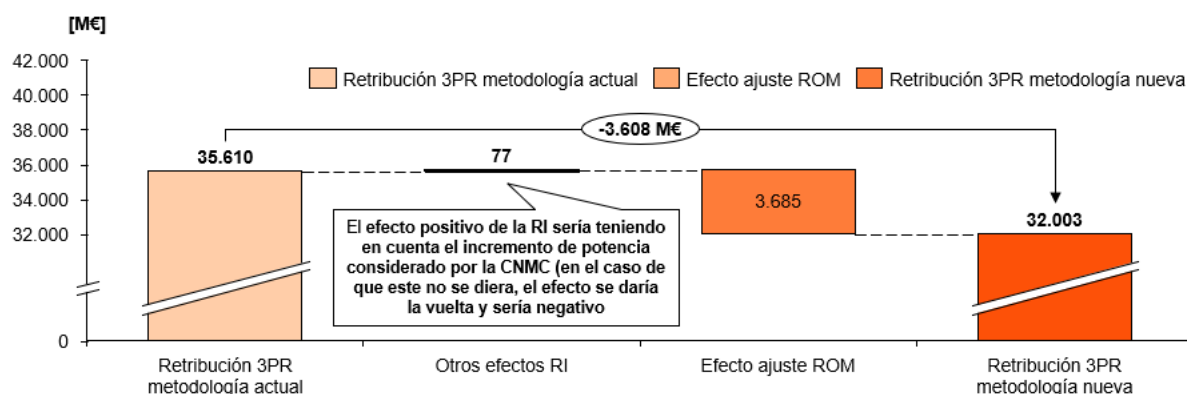 [M€]
42.000
40.000
38.000
36.000
34.000
32.000
0
Retribución 3PR metodología actual
Efecto ajuste ROM
Retribución 3PR metodología nueva
-3.608 M€
35.610
77
3.685
32.003
El efecto positivo de la RI sería teniendo
en cuenta el incremento de potencia
considerado por la CNMC (en el caso de
que este no se diera, el efecto se daría
la vuelta y sería negativo
Retribución 3PR
metodología actual
Otros efectos RI
Efecto ajuste ROM
Retribución 3PR
metodología nueva